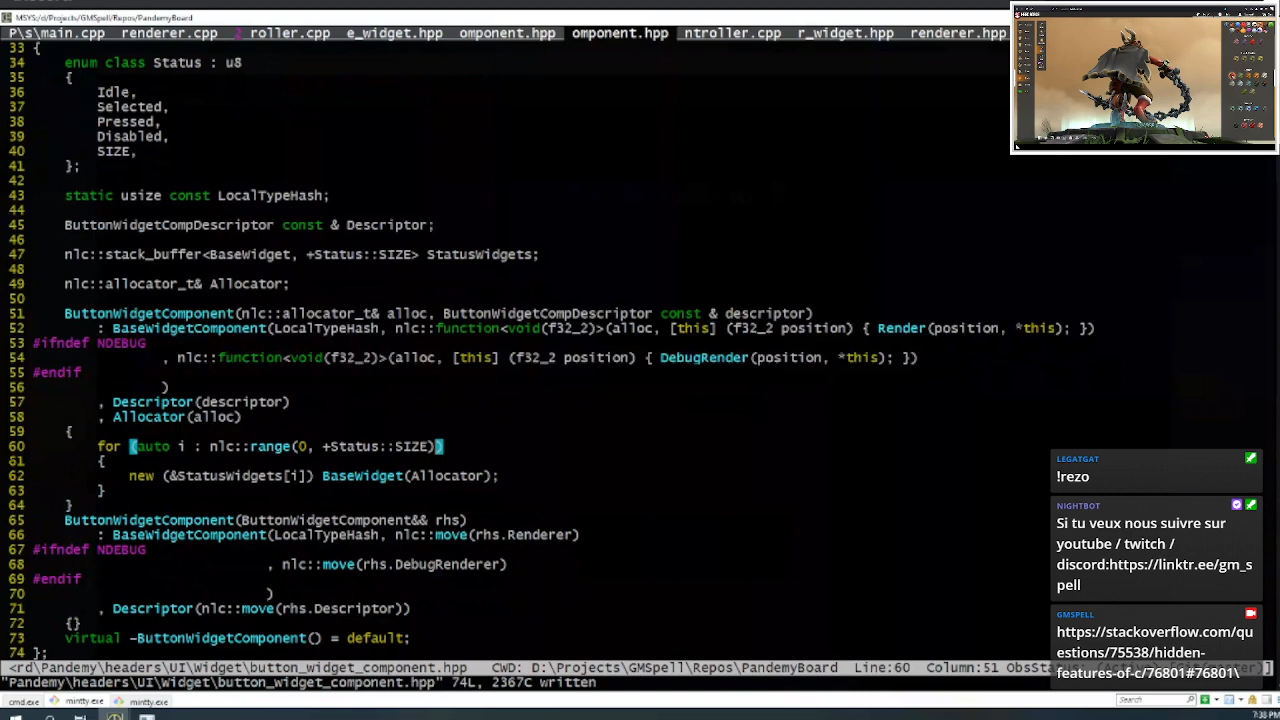 MSYS:/d/Projects/GMSpell/Repos/PandemyBoard
P\s\main.cpp renderer.cpp 2 roller.cpp e_widget.hpp omponent.hpp omponent.hpp ntroller.cpp r_widget.hpp renderer.hpp
33 {
34 enum class Status : u8
35 {
36 Idle,
37 Selected,
38 Pressed,
39 Disabled,
40 SIZE,
41 };
42
43 static usize const LocalTypeHash;
44
45 ButtonWidgetCompDescriptor const & Descriptor;
46
47 nlc::stack_buffer<BaseWidget, +Status::SIZE> StatusWidgets;
48
49 nlc::allocator_t& Allocator;
50
51 ButtonWidgetComponent(nlc::allocator_t& alloc, ButtonWidgetCompDescriptor const & descriptor)
52 : BaseWidgetComponent(LocalTypeHash, nlc::function<void(f32_2)>(alloc, [this] (f32_2 position) { Render(position, *this); })
53 #ifndef NDEBUG
54 , nlc::function<void(f32_2)>(alloc, [this] (f32_2 position) { DebugRender(position, *this); })
55 #endif
56 )
57 , Descriptor(descriptor)
58 , Allocator(alloc)
59 {
60 for (auto i : nlc::range(0, +Status::SIZE))
61 {
62 new (&StatusWidgets[i]) BaseWidget(Allocator);
63 }
64 }
65 ButtonWidgetComponent(ButtonWidgetComponent&& rhs)
66 : BaseWidgetComponent(LocalTypeHash, nlc::move(rhs.Renderer)
67 #ifndef NDEBUG
68 , nlc::move(rhs.DebugRenderer)
69 #endif
70 )
71 , Descriptor(nlc::move(rhs.Descriptor))
72 {}
73 virtual ~ButtonWidgetComponent() = default;
74 };
<rd\Pandemy\headers\UI\Widget\button_widget_component.hpp CWD: D:\Projects\GMSpell\Repos\PandemyBoard Line:60 Column:51 ObsStatus:
"Pandemy\headers\UI\Widget\button_widget_component.hpp" 74L, 2367C written
cmd.exe mintty.exe mintty.exe
Search
7:38 PM
LEGATGAT
!rezo
NIGHTBOT
Si tu veux nous suivre sur
youtube / twitch /
discord:https://linktr.ee/gm_s
pell
GMSPELL
https://stackoverflow.com/qu
estions/75538/hidden-
features-of-c/76801#76801\